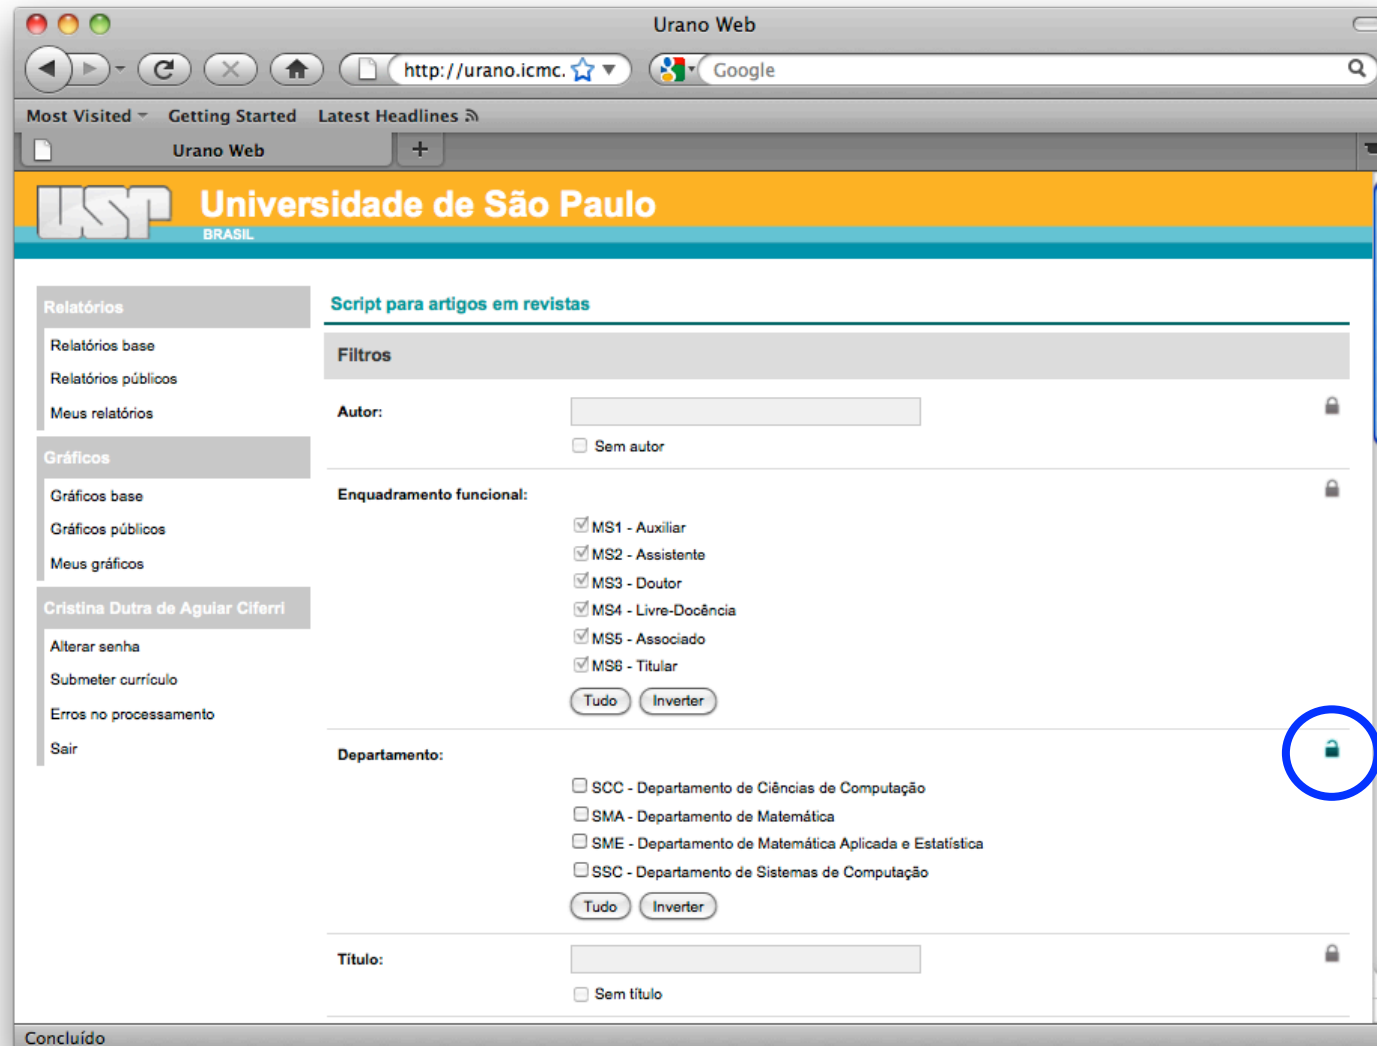 Urano Web
http://urano.icmc.
Google
Most Visited
Getting Started
Latest Headlines
Urano Web
+
USP
Universidade de São Paulo
BRASIL
Relatórios
Relatórios base
Relatórios públicos
Meus relatórios
Gráficos
Gráficos base
Gráficos públicos
Meus gráficos
Cristina Dutra de Aguiar Ciferri
Alterar senha
Submeter currículo
Erros no processamento
Sair
Script para artigos em revistas
Filtros
Autor:
Sem autor
Enquadramento funcional:
MS1 - Auxiliar
MS2 - Assistente
MS3 - Doutor
MS4 - Livre-Docência
MS5 - Associado
MS6 - Titular
Tudo
Inverter
Departamento:
SCC - Departamento de Ciências de Computação
SMA - Departamento de Matemática
SME - Departamento de Matemática Aplicada e Estatística
SSC - Departamento de Sistemas de Computação
Tudo
Inverter
Título:
Sem título
Concluído